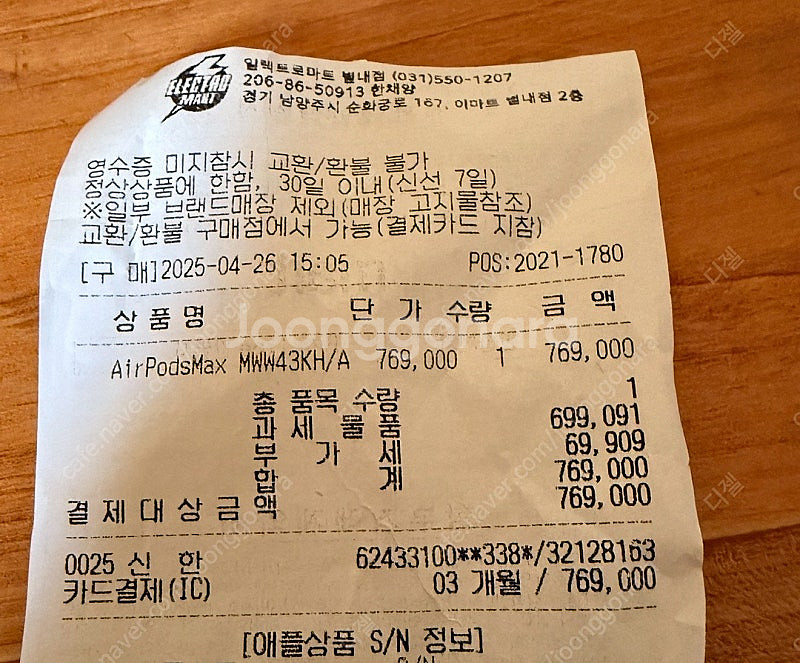 ELECTRO
MART
일렉트로마트 별내점 (031)550-1207
206-86-50913 한채양
경기 남양주시 순화궁로 167, 이마트 별내점 2층
영수증 미지참시 교환/환불 불가
정상상품에 한함, 30일 이내(신선 7일)
※일부 브랜드매장 제외(매장 고지물참조)
교환/환불 구매점에서 가능(결제카드 지참)
[구 매]2025-04-26 15:05 POS:2021-1780
상품명 단 가 수량 금 액
Joonggonara
AirPodsMax MWW43KH/A 769,000 1 769,000
총 품목 수량 1
과 세 물 품 699,091
부 가 세 69,909
합 계 769,000
결 제 대 상 금 액 769,000
0025 신 한 62433100**338*/32128163
카드결제(IC) 03 개월 / 769,000
[애플상품 S/N 정보]
S/N